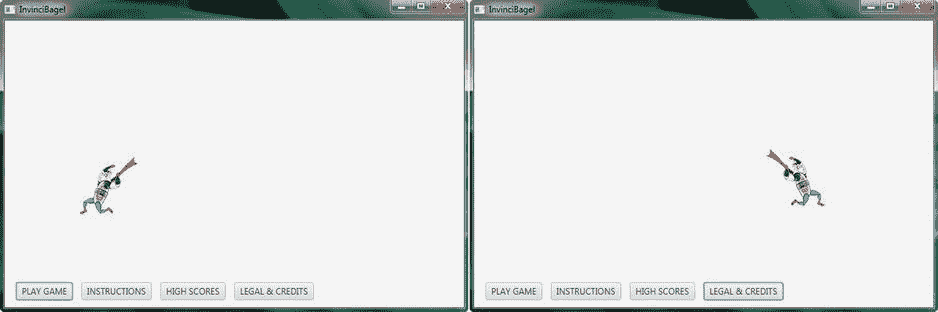 InvinciBagel
PLAY GAME INSTRUCTIONS HIGH SCORES LEGAL & CREDITS
InvinciBagel
PLAY GAME INSTRUCTIONS HIGH SCORES LEGAL & CREDITS